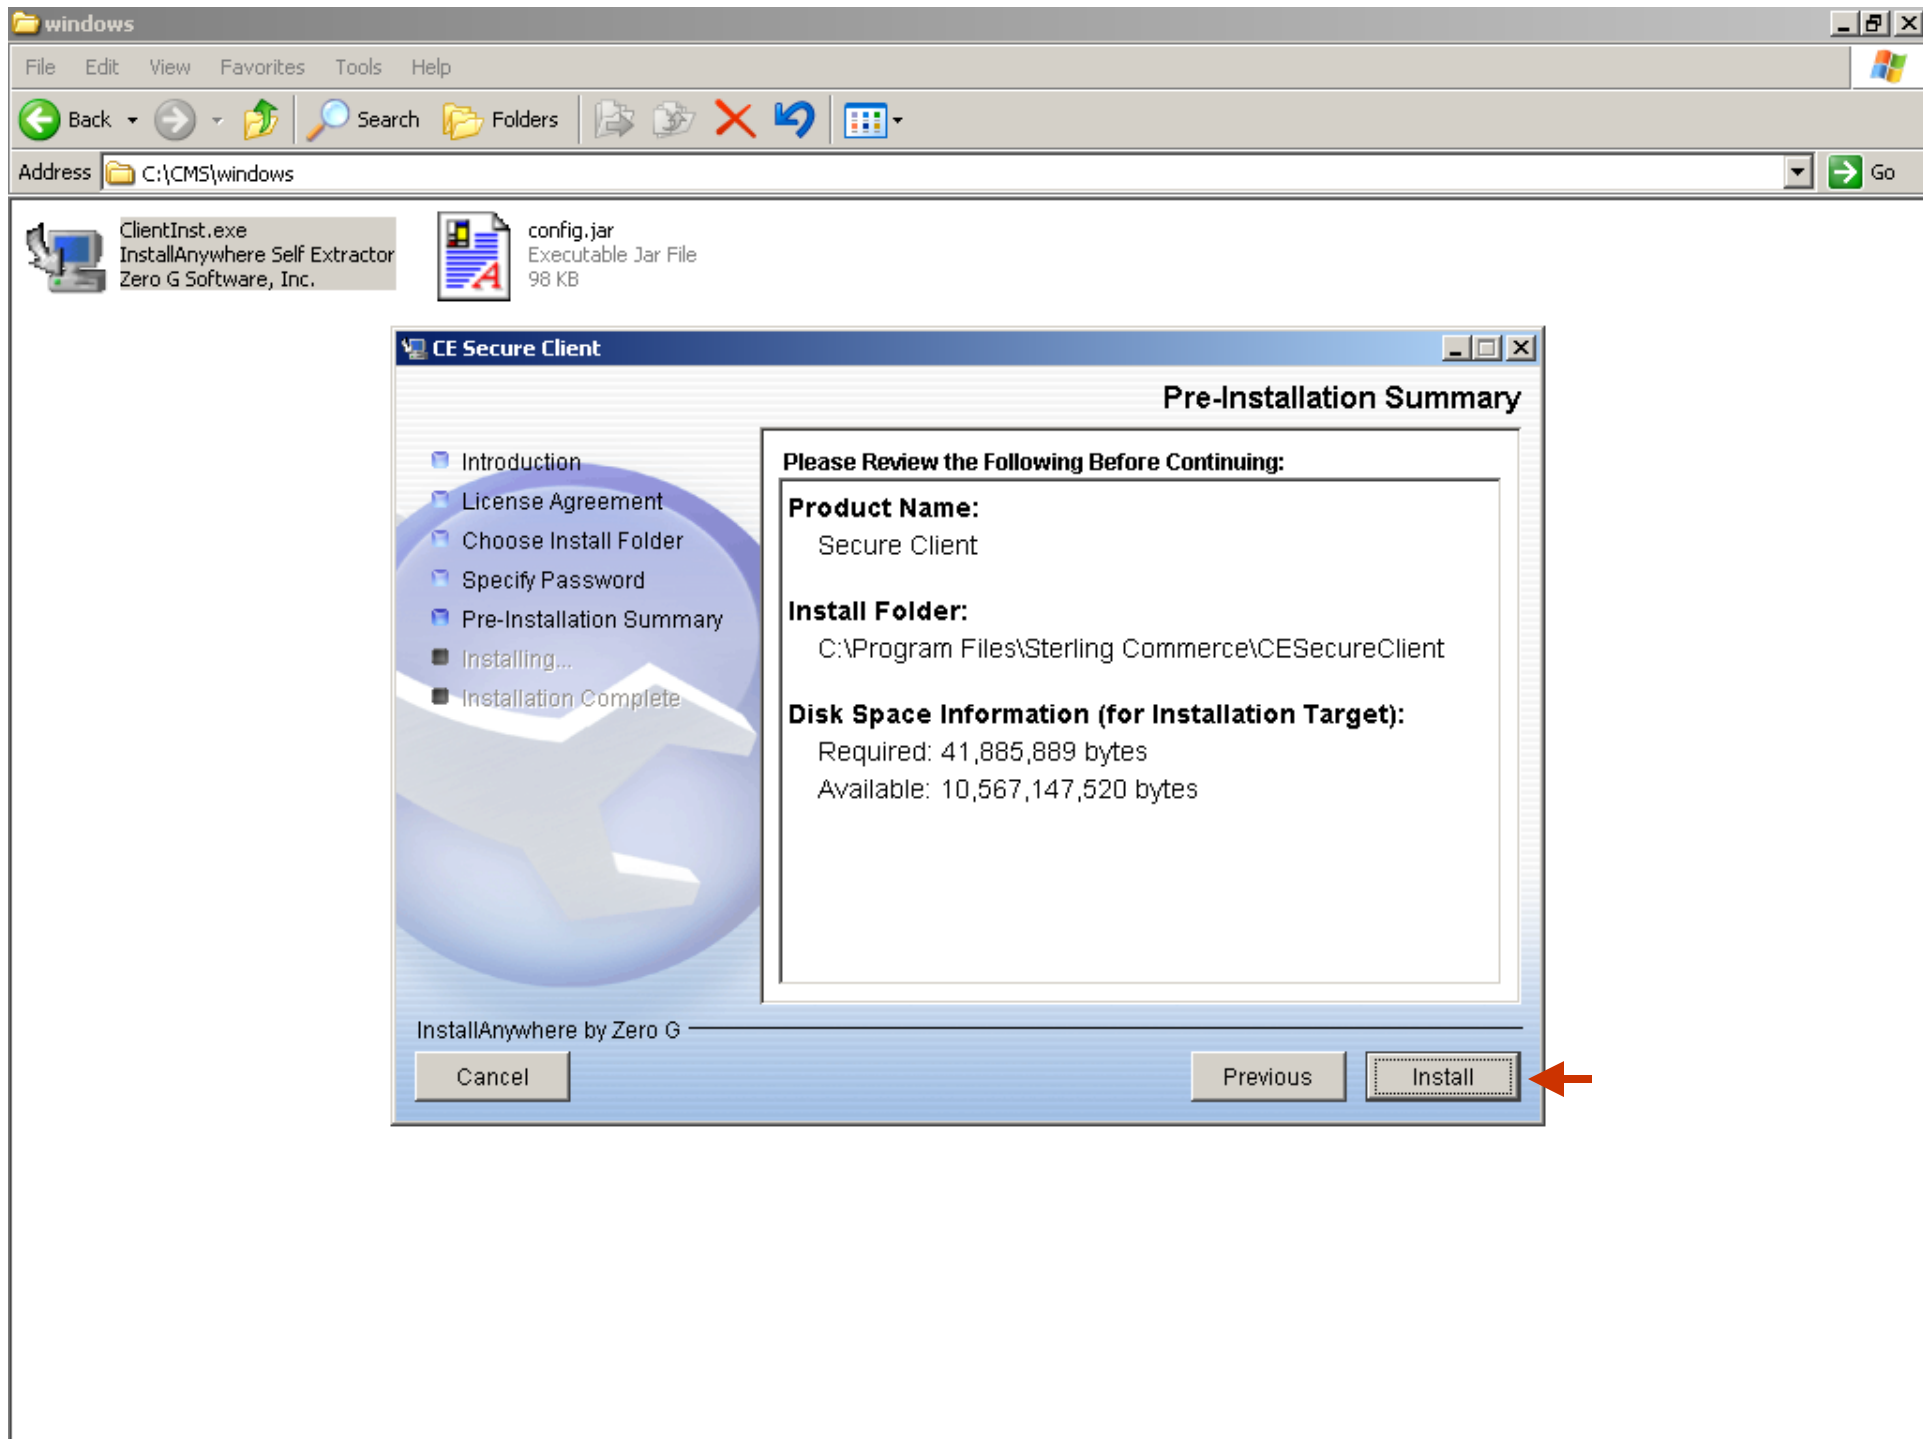 windows
File Edit View Favorites Tools Help
Back Search Folders
Address C:\CMS\windows Go
ClientInst.exe
InstallAnywhere Self Extractor
Zero G Software, Inc.
config.jar
Executable Jar File
98 KB
CE Secure Client
Pre-Installation Summary
Introduction
License Agreement
Choose Install Folder
Specify Password
Pre-Installation Summary
Installing...
Installation Complete
Please Review the Following Before Continuing:
Product Name:
Secure Client
Install Folder:
C:\Program Files\Sterling Commerce\CESecureClient
Disk Space Information (for Installation Target):
Required: 41,885,889 bytes
Available: 10,567,147,520 bytes
InstallAnywhere by Zero G
Cancel Previous Install